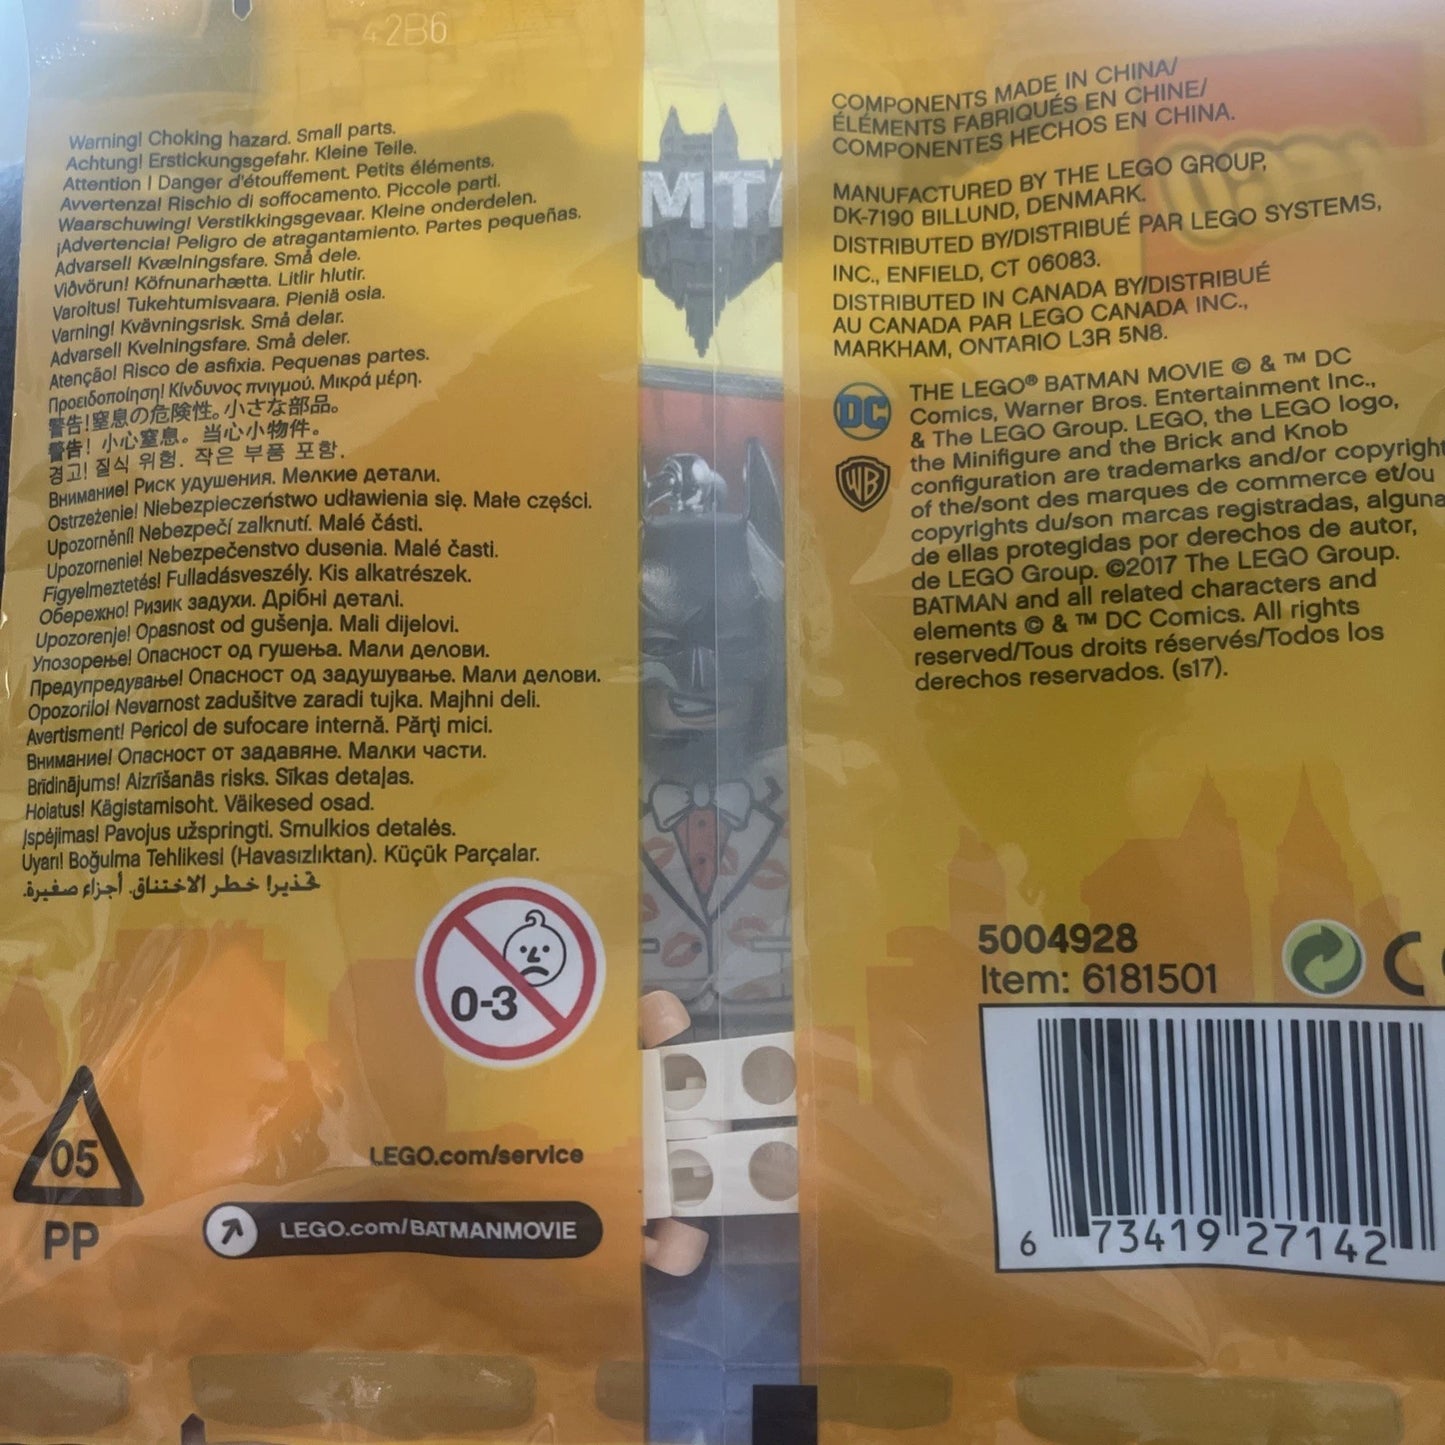 42B6
Warning! Choking hazard. Small parts.
Achtung! Erstickungsgefahr. Kleine Teile.
Attention ! Danger d'étouffement. Petits éléments.
Avvertenza! Rischio di soffocamento. Piccole parti.
Waarschuwing! Verstikkingsgevaar. Kleine onderdelen.
¡Advertencia! Peligro de atragantamiento. Partes pequeñas.
Advarsel! Kvælningsfare. Små dele.
Viðvörun! Köfnunarhætta. Litlir hlutir.
Varoitus! Tukehtumisvaara. Pieniä osia.
Varning! Kvävningsrisk. Små delar.
Advarsel! Kvelningsfare. Små deler.
Atenção! Risco de asfixia. Pequenas partes.
Προειδοποίηση! Κίνδυνος πνιγμού. Μικρά μέρη.
警告!窒息の危険性。小さな部品。
警告! 小心窒息。当心小物件。
경고! 질식 위험. 작은 부품 포함.
Внимание! Риск удушения. Мелкие детали.
Ostrzeżenie! Niebezpieczeństwo udławienia się. Małe części.
Upozornění! Nebezpečí zalknutí. Malé části.
Upozornenie! Nebezpečenstvo dusenia. Malé časti.
Figyelmeztetés! Fulladásveszély. Kis alkatrészek.
Обережно! Ризик задухи. Дрібні деталі.
Upozorenje! Opasnost od gušenja. Mali dijelovi.
Упозорење! Опасност од гушења. Мали делови.
Предупредување! Опасност од задушување. Мали делови.
Opozorilo! Nevarnost zadušitve zaradi tujka. Majhni deli.
Avertisment! Pericol de sufocare internă. Părţi mici.
Внимание! Опасност от задавяне. Малки части.
Brīdinājums! Aizrīšanās risks. Sīkas detaļas.
Hoiatus! Kägistamisoht. Väikesed osad.
Įspėjimas! Pavojus užspringti. Smulkios detalės.
Uyarı! Boğulma Tehlikesi (Havasızlıktan). Küçük Parçalar.
تحذير! خطر الاختناق. أجزاء صغيرة.
0-3
05
PP
LEGO.com/service
LEGO.com/BATMANMOVIE
MT
COMPONENTS MADE IN CHINA/
ÉLÉMENTS FABRIQUÉS EN CHINE/
COMPONENTES HECHOS EN CHINA.
MANUFACTURED BY THE LEGO GROUP,
DK-7190 BILLUND, DENMARK.
DISTRIBUTED BY/DISTRIBUÉ PAR LEGO SYSTEMS,
INC., ENFIELD, CT 06083.
DISTRIBUTED IN CANADA BY/DISTRIBUÉ
AU CANADA PAR LEGO CANADA INC.,
MARKHAM, ONTARIO L3R 5N8.
DC
WB
THE LEGO® BATMAN MOVIE © & ™ DC
Comics, Warner Bros. Entertainment Inc.,
& The LEGO Group. LEGO, the LEGO logo,
the Minifigure and the Brick and Knob
configuration are trademarks and/or copyright
of the/sont des marques de commerce et/ou
copyrights du/son marcas registradas, alguna
de ellas protegidas por derechos de autor,
de LEGO Group. ©2017 The LEGO Group.
BATMAN and all related characters and
elements © & ™ DC Comics. All rights
reserved/Tous droits réservés/Todos los
derechos reservados. (s17).
5004928
Item: 6181501
6 73419 27142